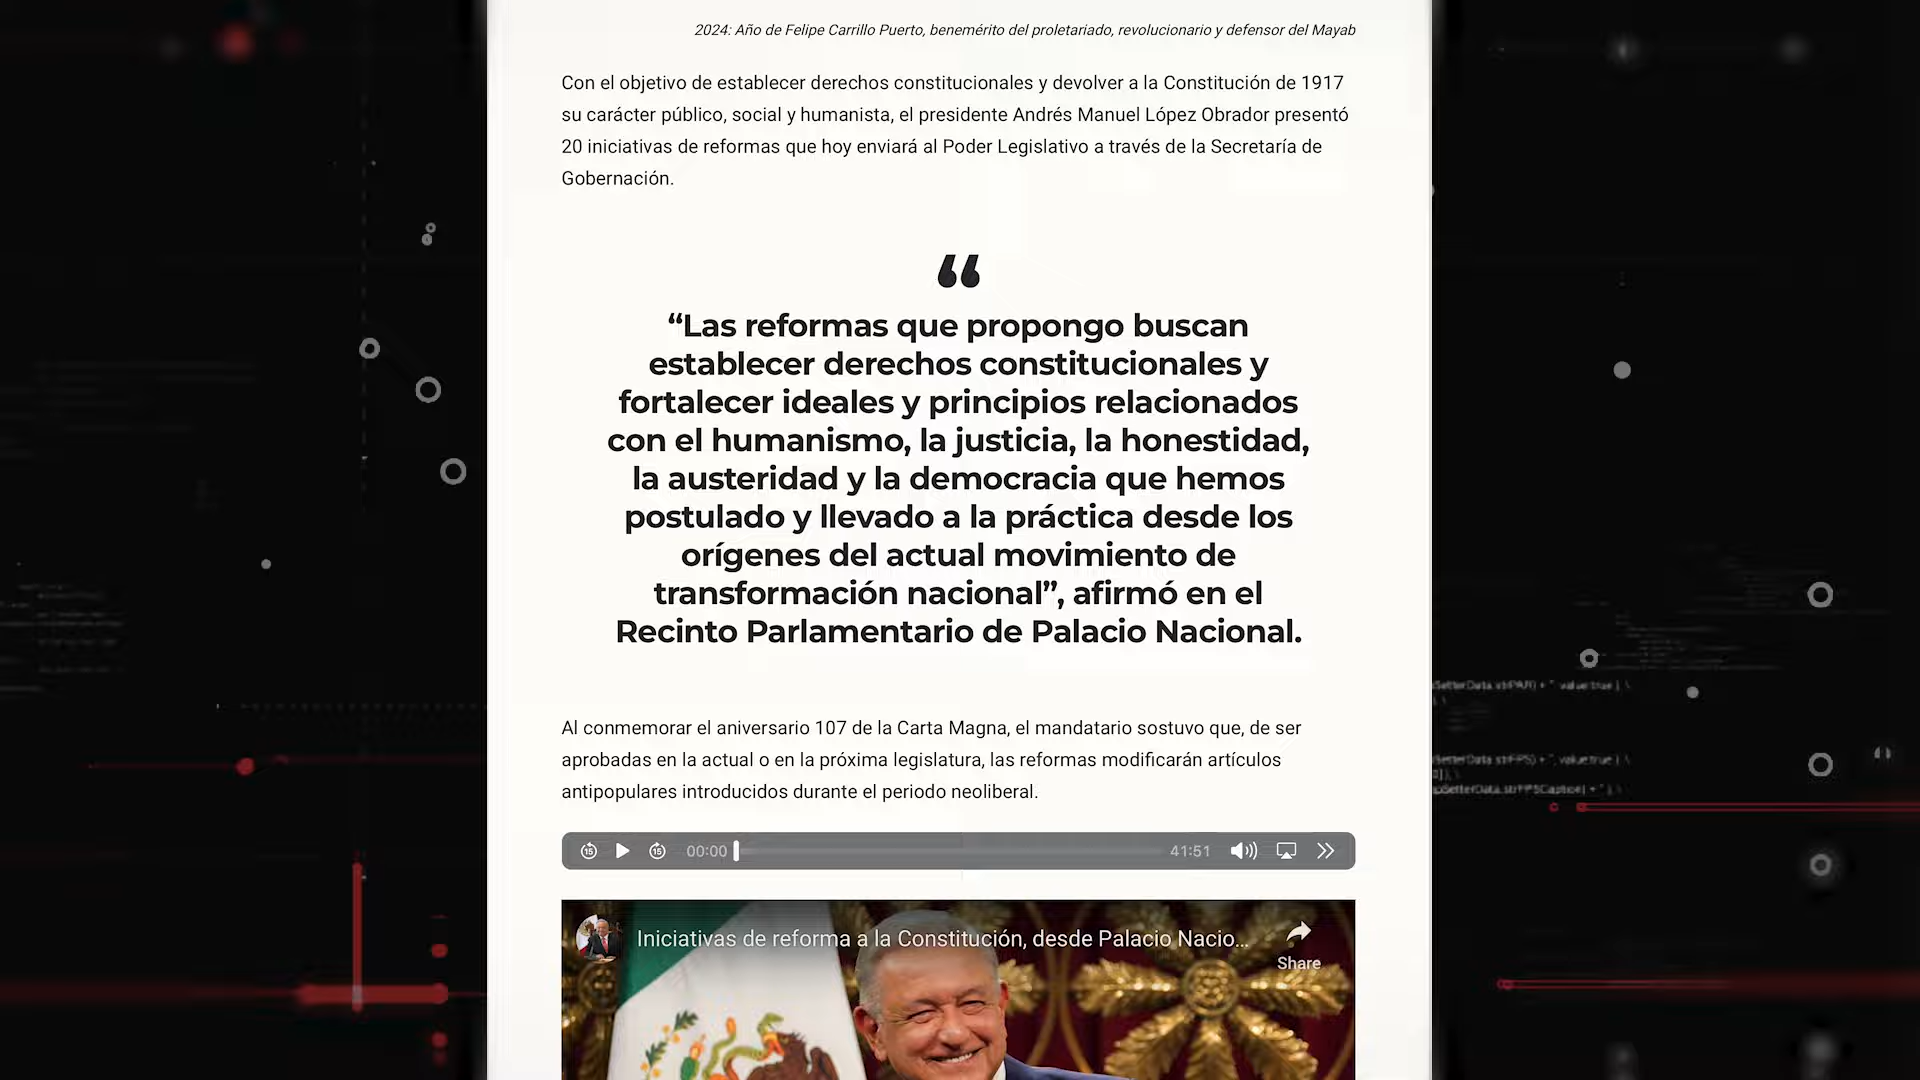 2024: Año de Felipe Carrillo Puerto, benemérito del proletariado, revolucionario y defensor del Mayab
Con el objetivo de establecer derechos constitucionales y devolver a la Constitución de 1917
su carácter público, social y humanista, el presidente Andrés Manuel López Obrador presentó
20 iniciativas de reformas que hoy enviará al Poder Legislativo a través de la Secretaría de
Gobernación.
“
“Las reformas que propongo buscan
establecer derechos constitucionales y
fortalecer ideales y principios relacionados
con el humanismo, la justicia, la honestidad,
la austeridad y la democracia que hemos
postulado y llevado a la práctica desde los
orígenes del actual movimiento de
transformación nacional”, afirmó en el
Recinto Parlamentario de Palacio Nacional.
Al conmemorar el aniversario 107 de la Carta Magna, el mandatario sostuvo que, de ser
aprobadas en la actual o en la próxima legislatura, las reformas modificarán artículos
antipopulares introducidos durante el periodo neoliberal.
15 15 00:00 41:51
Iniciativas de reforma a la Constitución, desde Palacio Nacio...
Share